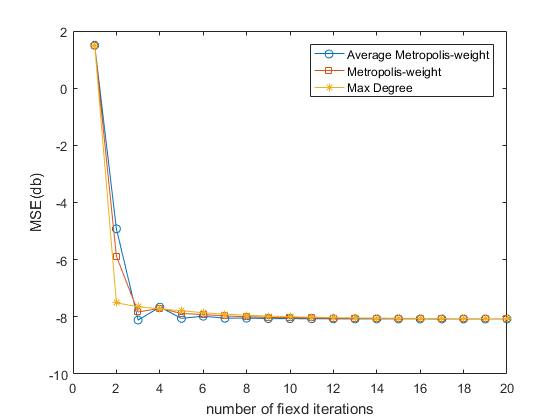 2
0
-2
-4
-6
-8
-10
MSE(db)
Average Metropolis-weight
Metropolis-weight
Max Degree
0 2 4 6 8 10 12 14 16 18 20
number of fiexd iterations